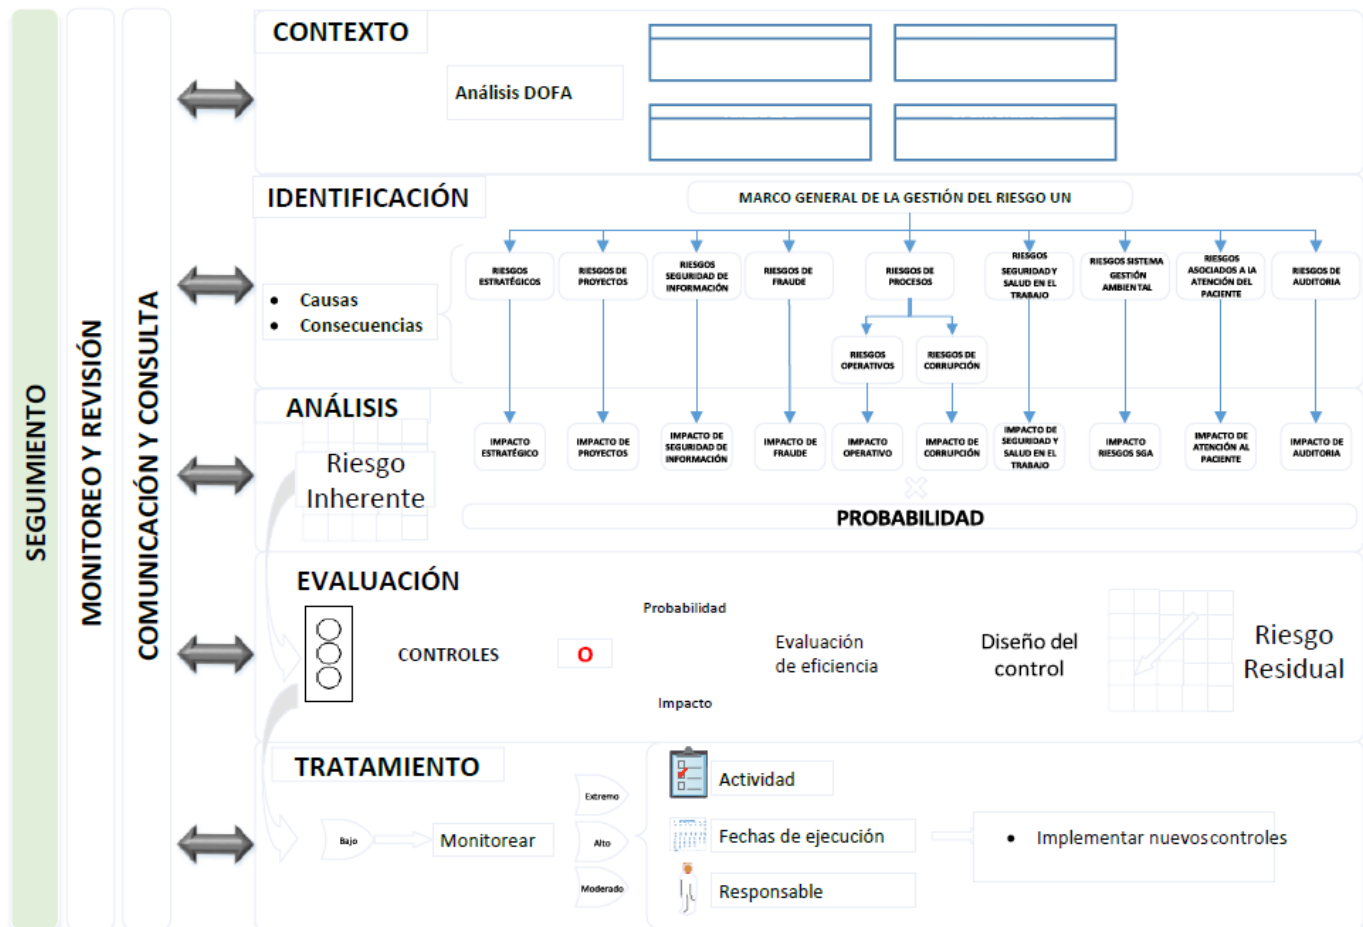 SEGUIMIENTO
MONITOREO Y REVISIÓN
COMUNICACIÓN Y CONSULTA
CONTEXTO
Análisis DOFA
IDENTIFICACIÓN
MARCO GENERAL DE LA GESTIÓN DEL RIESGO UN
• Causas
• Consecuencias
RIESGOS
ESTRATÉGICOS
RIESGOS DE
PROYECTOS
RIESGOS
SEGURIDAD DE
INFORMACIÓN
RIESGOS DE
FRAUDE
RIESGOS DE
PROCESOS
RIESGOS
SEGURIDAD Y
SALUD EN EL
TRABAJO
RIESGOS SISTEMA
GESTIÓN
AMBIENTAL
RIESGOS
ASOCIADOS A LA
ATENCIÓN DEL
PACIENTE
RIESGOS DE
AUDITORIA
RIESGOS
OPERATIVOS
RIESGOS DE
CORRUPCIÓN
ANÁLISIS
Riesgo
Inherente
IMPACTO
ESTRATÉGICO
IMPACTO DE
PROYECTOS
IMPACTO DE
SEGURIDAD DE
INFORMACIÓN
IMPACTO DE
FRAUDE
IMPACTO
OPERATIVO
IMPACTO DE
CORRUPCIÓN
IMPACTO DE
SEGURIDAD Y
SALUD EN EL
TRABAJO
IMPACTO
RIESGOS SGA
IMPACTO DE
ATENCIÓN AL
PACIENTE
IMPACTO DE
AUDITORIA
PROBABILIDAD
EVALUACIÓN
CONTROLES
O
Probabilidad
Impacto
Evaluación
de eficiencia
Diseño del
control
Riesgo
Residual
TRATAMIENTO
Bajo
Monitorear
Extremo
Alto
Moderado
Actividad
Fechas de ejecución
Responsable
• Implementar nuevoscontroles